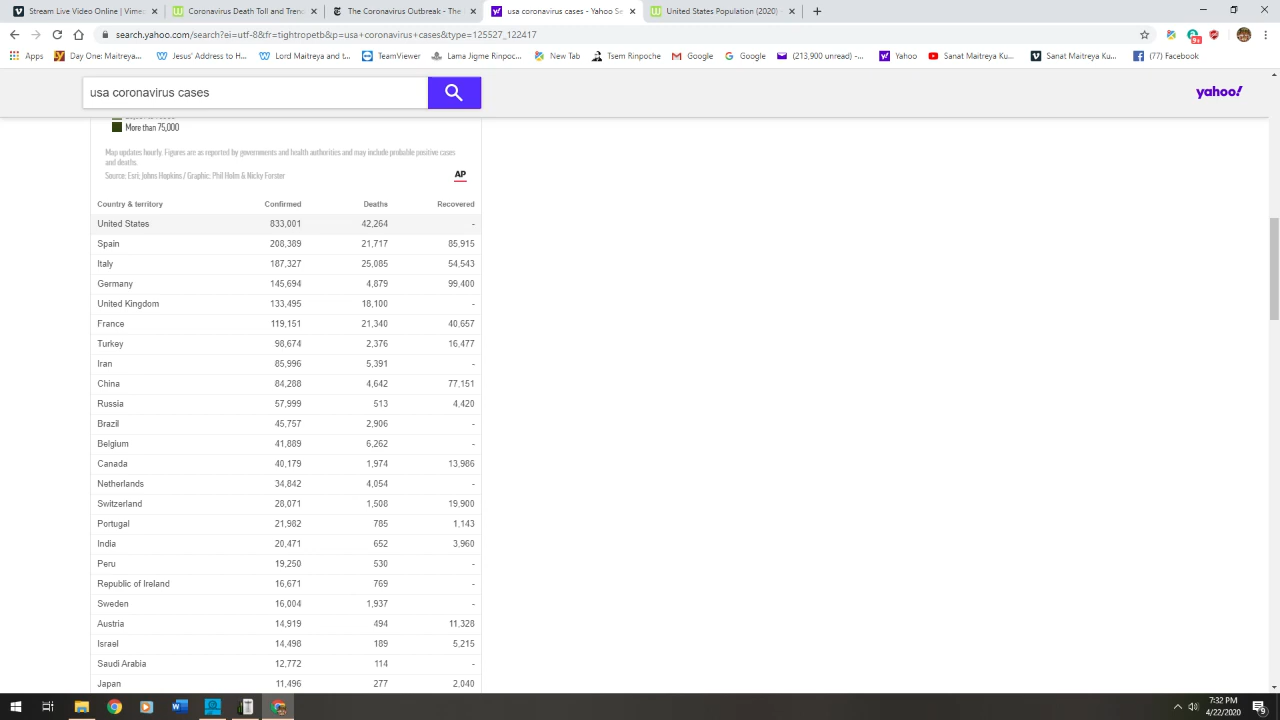 Stream Live Video Demonst
Coronavirus Death Toll and
The Coronavirus Outbreak - The
usa coronavirus cases - Yahoo Se
United States Population (2020)
search.yahoo.com/search?ei=utf-8&fr=tightropetb&p=usa+coronavirus+cases&type=125527_122417
Apps
Day One: Maitreya...
Jesus' Address to H...
Lord Maitreya and t...
TeamViewer
Lama Jigme Rinpoc...
New Tab
Tsem Rinpoche
Google
Google
(213,900 unread) -...
Yahoo
Sanat Maitreya Ku...
Sanat Maitreya Ku...
(77) Facebook
usa coronavirus cases
yahoo!
More than 75,000
Map updates hourly. Figures are as reported by governments and health authorities and may include probable positive cases
and deaths.
Source: Esri; Johns Hopkins / Graphic: Phil Holm & Nicky Forster
AP
Country & territory Confirmed Deaths Recovered
United States 833,001 42,264 -
Spain 208,389 21,717 85,915
Italy 187,327 25,085 54,543
Germany 145,694 4,879 99,400
United Kingdom 133,495 18,100 -
France 119,151 21,340 40,657
Turkey 98,674 2,376 16,477
Iran 85,996 5,391 -
China 84,288 4,642 77,151
Russia 57,999 513 4,420
Brazil 45,757 2,906 -
Belgium 41,889 6,262 -
Canada 40,179 1,974 13,986
Netherlands 34,842 4,054 -
Switzerland 28,071 1,508 19,900
Portugal 21,982 785 1,143
India 20,471 652 3,960
Peru 19,250 530 -
Republic of Ireland 16,671 769 -
Sweden 16,004 1,937 -
Austria 14,919 494 11,328
Israel 14,498 189 5,215
Saudi Arabia 12,772 114 -
Japan 11,496 277 2,040
7:32 PM
4/22/2020